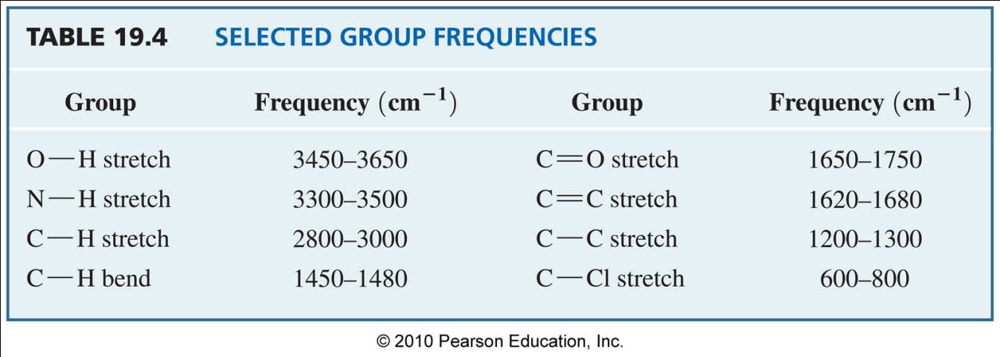 TABLE 19.4 SELECTED GROUP FREQUENCIES
Group Frequency (cm⁻¹) Group Frequency (cm⁻¹)
O—H stretch 3450–3650 C=O stretch 1650–1750
N—H stretch 3300–3500 C=C stretch 1620–1680
C—H stretch 2800–3000 C—C stretch 1200–1300
C—H bend 1450–1480 C—Cl stretch 600–800
© 2010 Pearson Education, Inc.